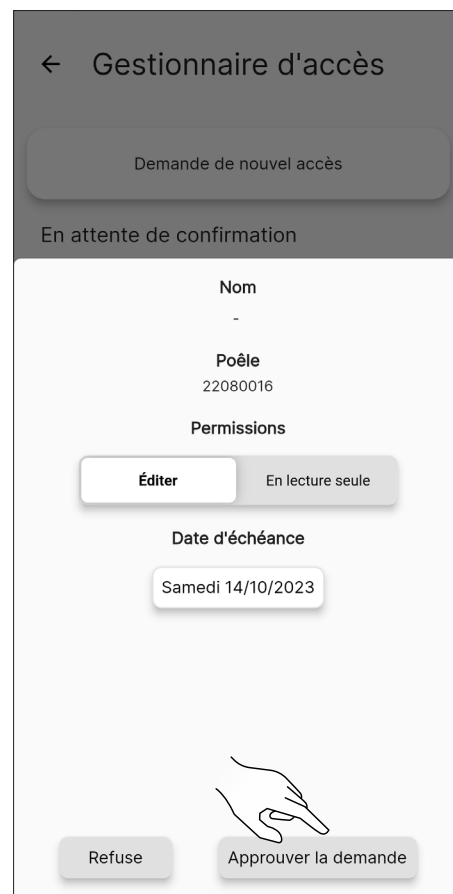 Gestionnaire d'accès
Demande de nouvel accès
En attente de confirmation
Nom
-
Poêle
22080016
Permissions
Éditer En lecture seule
Date d'échéance
Samedi 14/10/2023
Refuse Approuver la demande